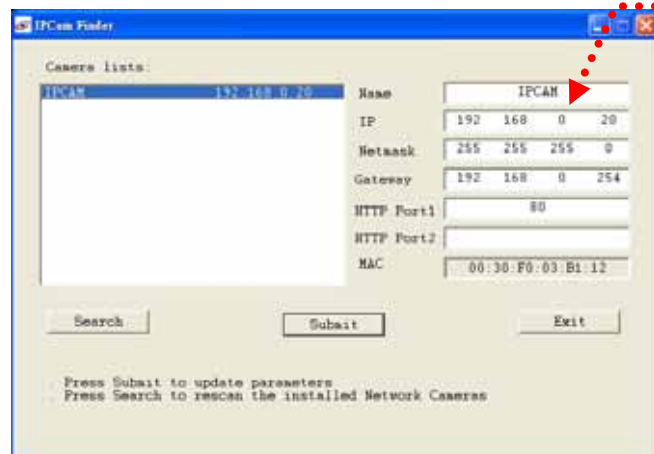 IPCam Finder
Camera lists:
IPCAM 192.168.0.20
Name IPCAM
IP 192 168 0 20
Netmask 255 255 255 0
Gateway 192 168 0 254
HTTP Port1 80
HTTP Port2
MAC 00:30:F0:03:B1:12
Search Submit Exit
. Press Submit to update parameters
. Press Search to rescan the installed Network Cameras